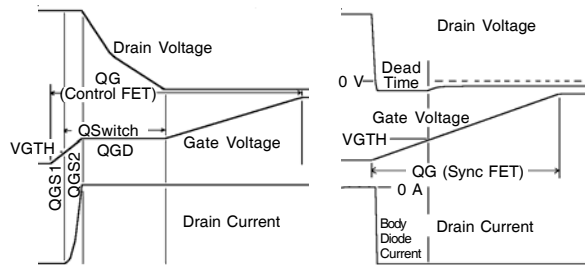 Drain Voltage
QG
(Control FET)
QSwitch
VGTH
QGD
Gate Voltage
QGS1
QGS2
Drain Current
Drain Voltage
0 V
Dead
Time
Gate Voltage
VGTH
QG (Sync FET)
0 A
Body
Diode
Current
Drain Current